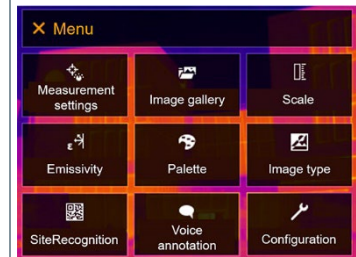 Menu
Measurement
settings
Image gallery
Scale
Emissivity
Palette
Image type
SiteRecognition
Voice
annotation
Configuration